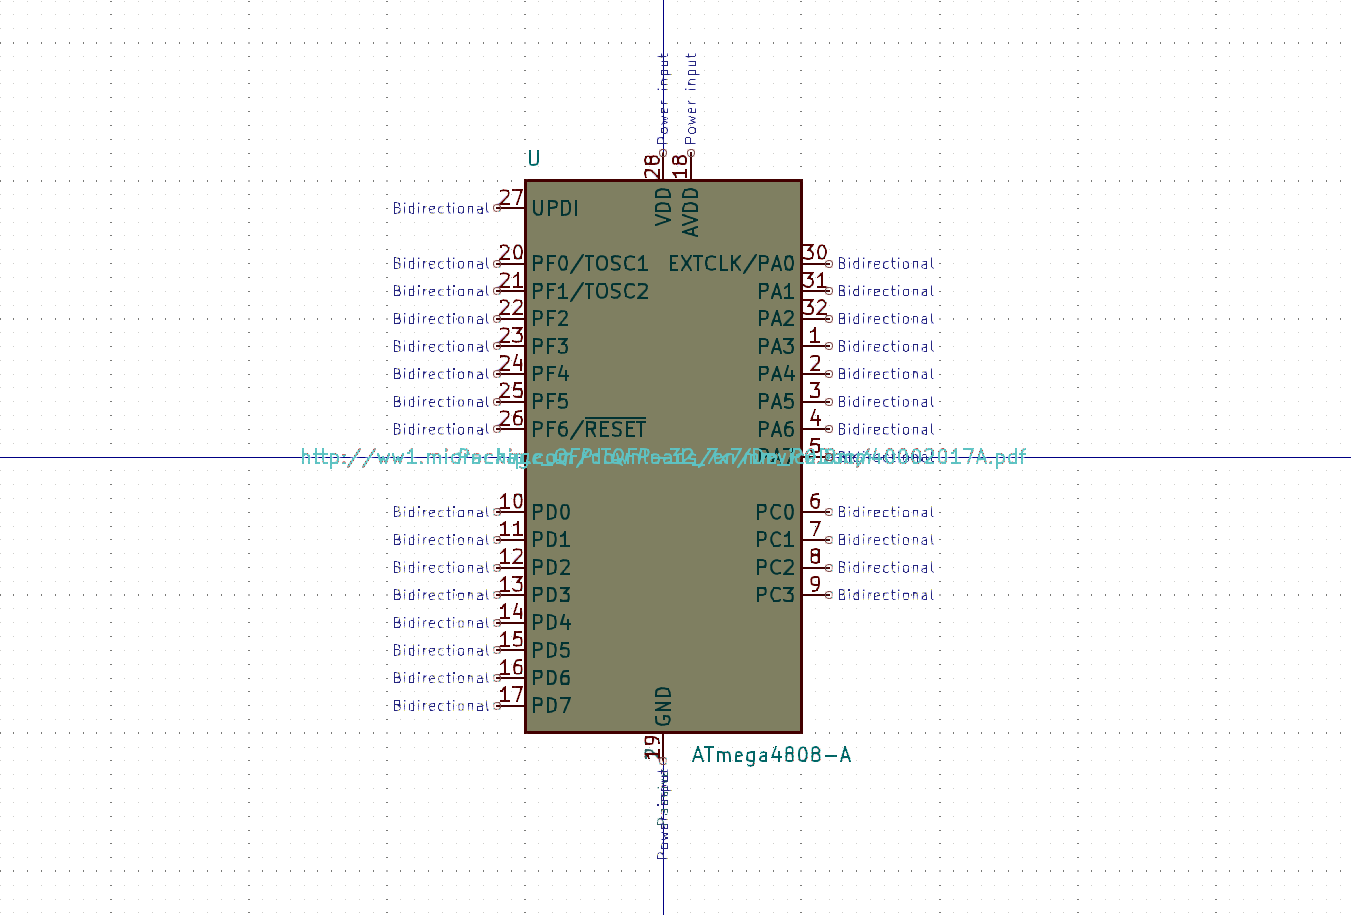 Power input Power input
U
28 18
VDD AVDD
Bidirectional 27 UPDI
Bidirectional 20 PF0/TOSC1 EXTCLK/PA0 30 Bidirectional
Bidirectional 21 PF1/TOSC2 PA1 31 Bidirectional
Bidirectional 22 PF2 PA2 32 Bidirectional
Bidirectional 23 PF3 PA3 1 Bidirectional
Bidirectional 24 PF4 PA4 2 Bidirectional
Bidirectional 25 PF5 PA5 3 Bidirectional
Bidirectional 26 PF6/RESET PA6 4 Bidirectional
PA7 5
Bidirectional 10 PD0 PC0 6 Bidirectional
Bidirectional 11 PD1 PC1 7 Bidirectional
Bidirectional 12 PD2 PC2 8 Bidirectional
Bidirectional 13 PD3 PC3 9 Bidirectional
Bidirectional 14 PD4
Bidirectional 15 PD5
Bidirectional 16 PD6
Bidirectional 17 PD7
GND
19
ATmega4808-A